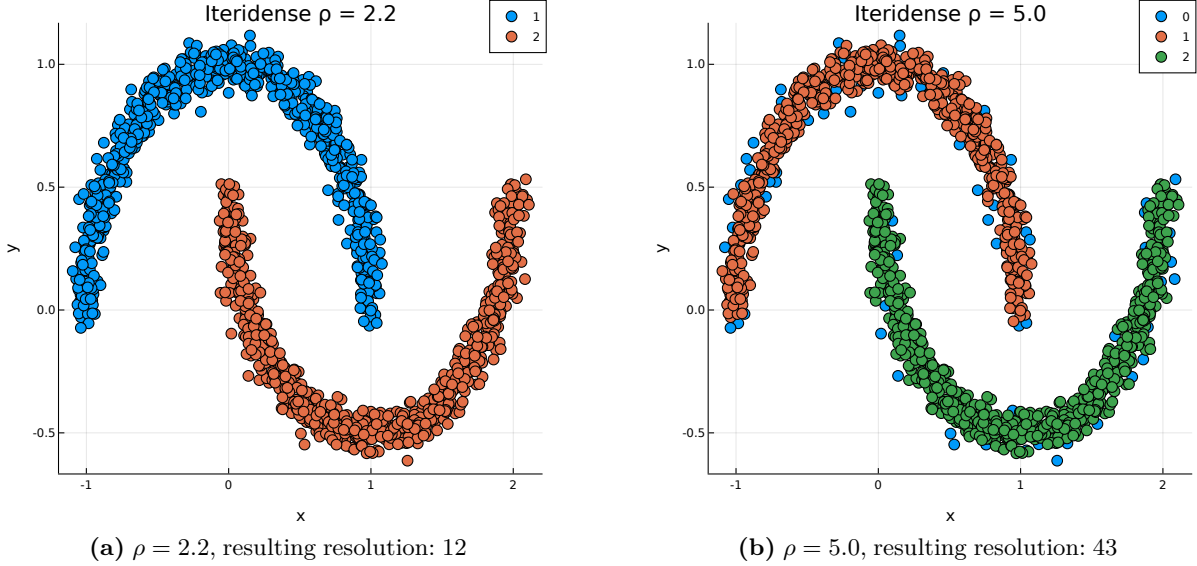 Iteridense ρ = 2.2
1
2
1.0
0.5
0.0
-0.5
y
-1
0
1
2
x
(a) ρ = 2.2, resulting resolution: 12
Iteridense ρ = 5.0
0
1
2
1.0
0.5
0.0
-0.5
y
-1
0
1
2
x
(b) ρ = 5.0, resulting resolution: 43